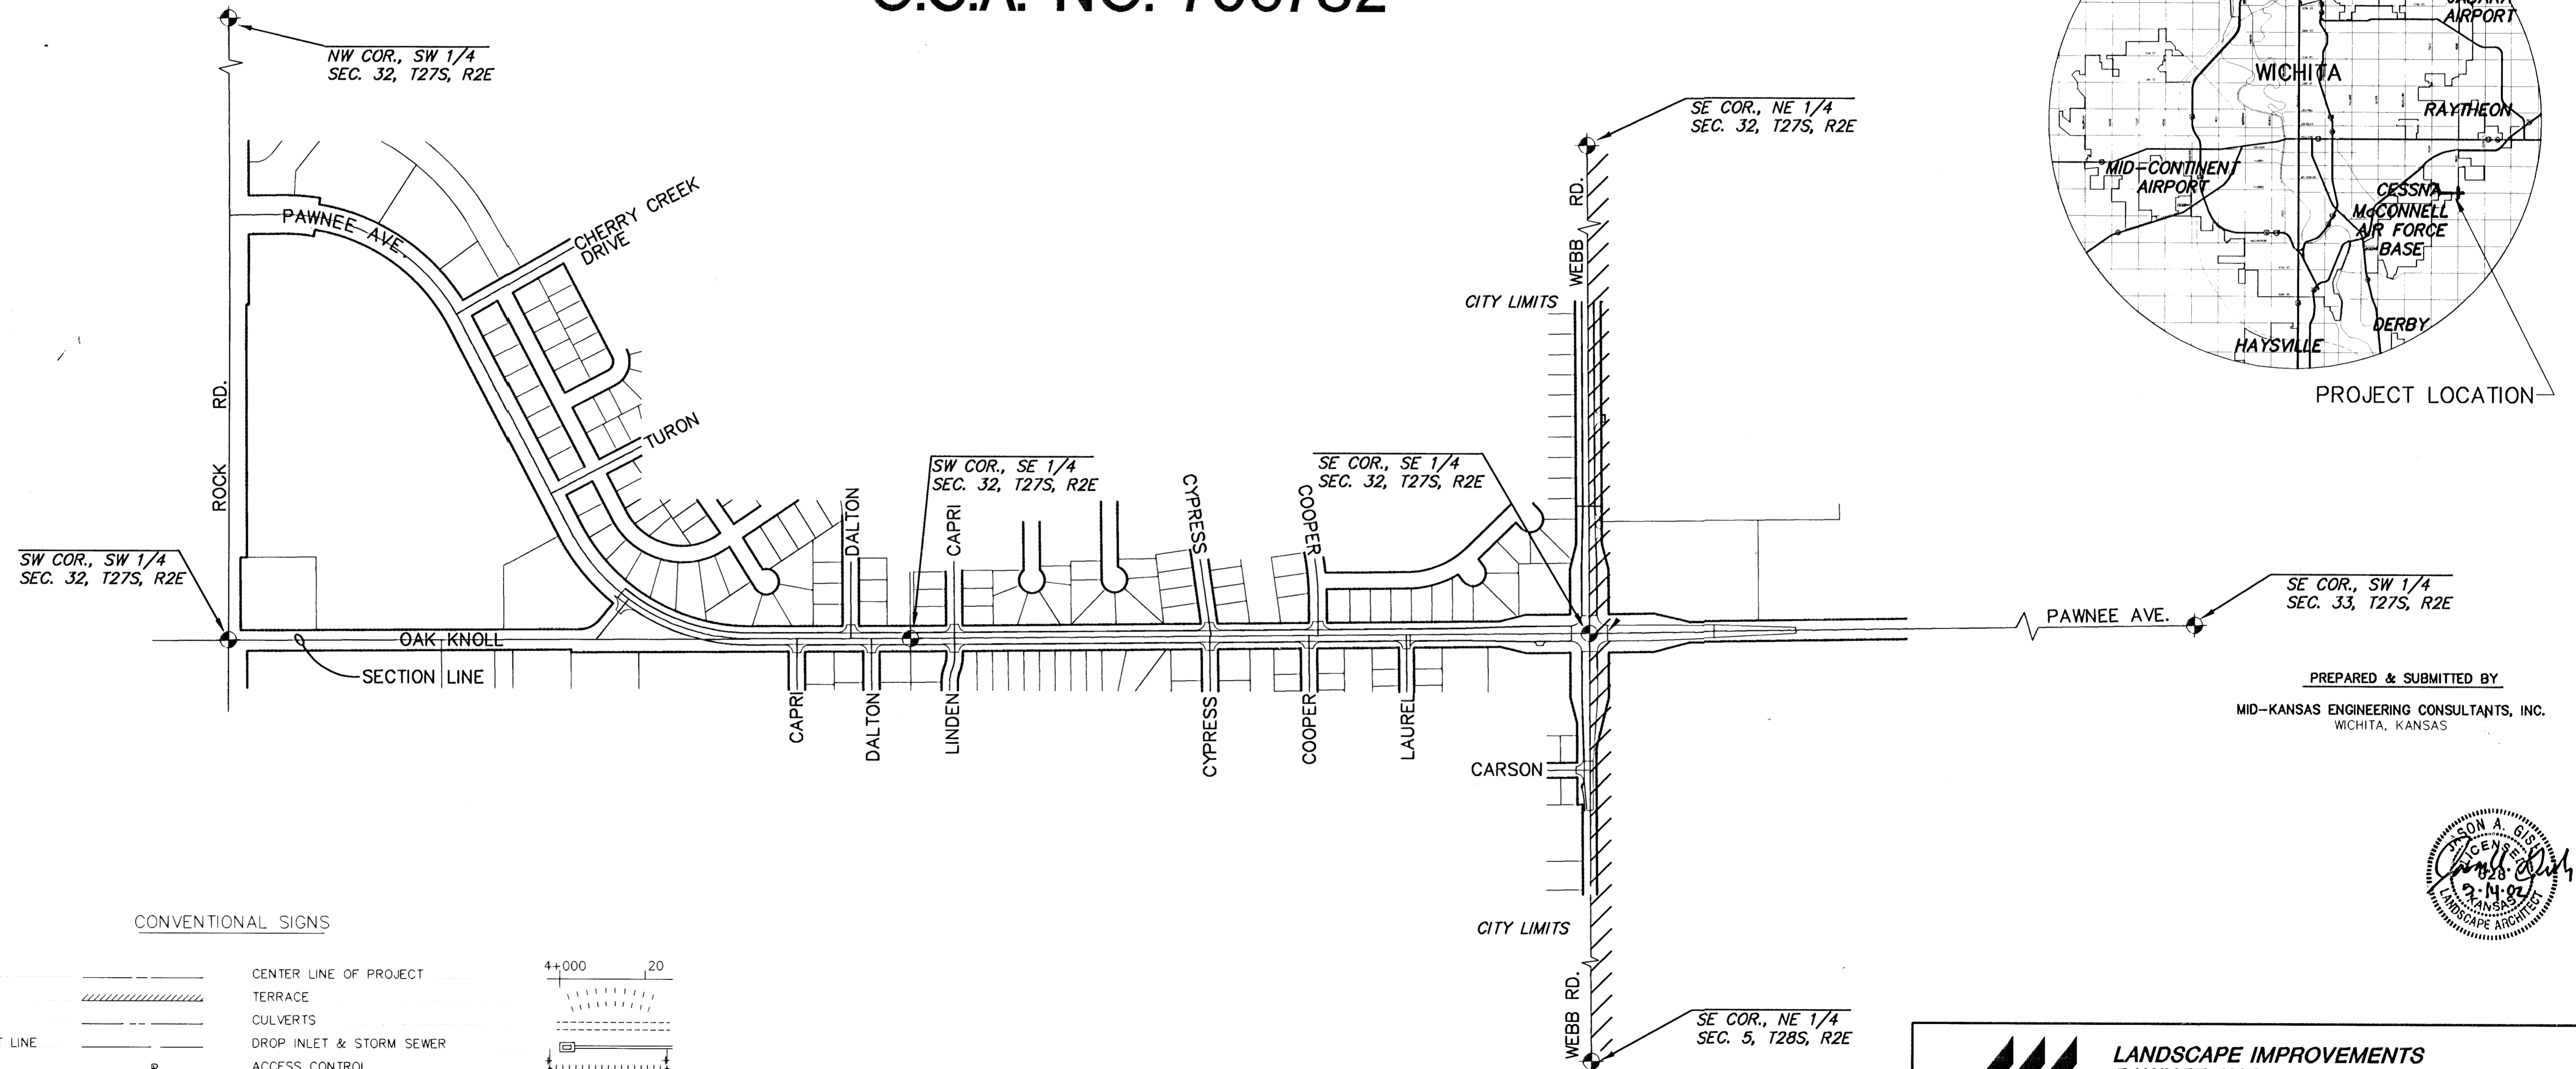 NW COR., SW 1/4
SEC. 32, T27S, R2E
AIRPORT
WICHITA
RAYTHEON
MID-CONTINENT
AIRPORT
CESSNA
McCONNELL
AIR FORCE
BASE
DERBY
HAYSVILLE
PROJECT LOCATION
SE COR., NE 1/4
SEC. 32, T27S, R2E
PAWNEE AVE.
CHERRY CREEK
DRIVE
WEBB RD.
CITY LIMITS
ROCK RD.
TURON
SW COR., SE 1/4
SEC. 32, T27S, R2E
SE COR., SE 1/4
SEC. 32, T27S, R2E
DALTON
CAPRI
CYPRESS
COOPER
SW COR., SW 1/4
SEC. 32, T27S, R2E
SE COR., SW 1/4
SEC. 33, T27S, R2E
PAWNEE AVE.
OAK KNOLL
SECTION LINE
CAPRI
DALTON
LINDEN
CYPRESS
COOPER
LAUREL
CARSON
PREPARED & SUBMITTED BY
MID-KANSAS ENGINEERING CONSULTANTS, INC.
WICHITA, KANSAS
LICENSED
828
KANSAS
LANDSCAPE ARCHITECT
CITY LIMITS
WEBB RD.
SE COR., NE 1/4
SEC. 5, T28S, R2E
CONVENTIONAL SIGNS
CENTER LINE OF PROJECT
4+000 20
TERRACE
CULVERTS
LINE
DROP INLET & STORM SEWER
ACCESS CONTROL
LANDSCAPE IMPROVEMENTS